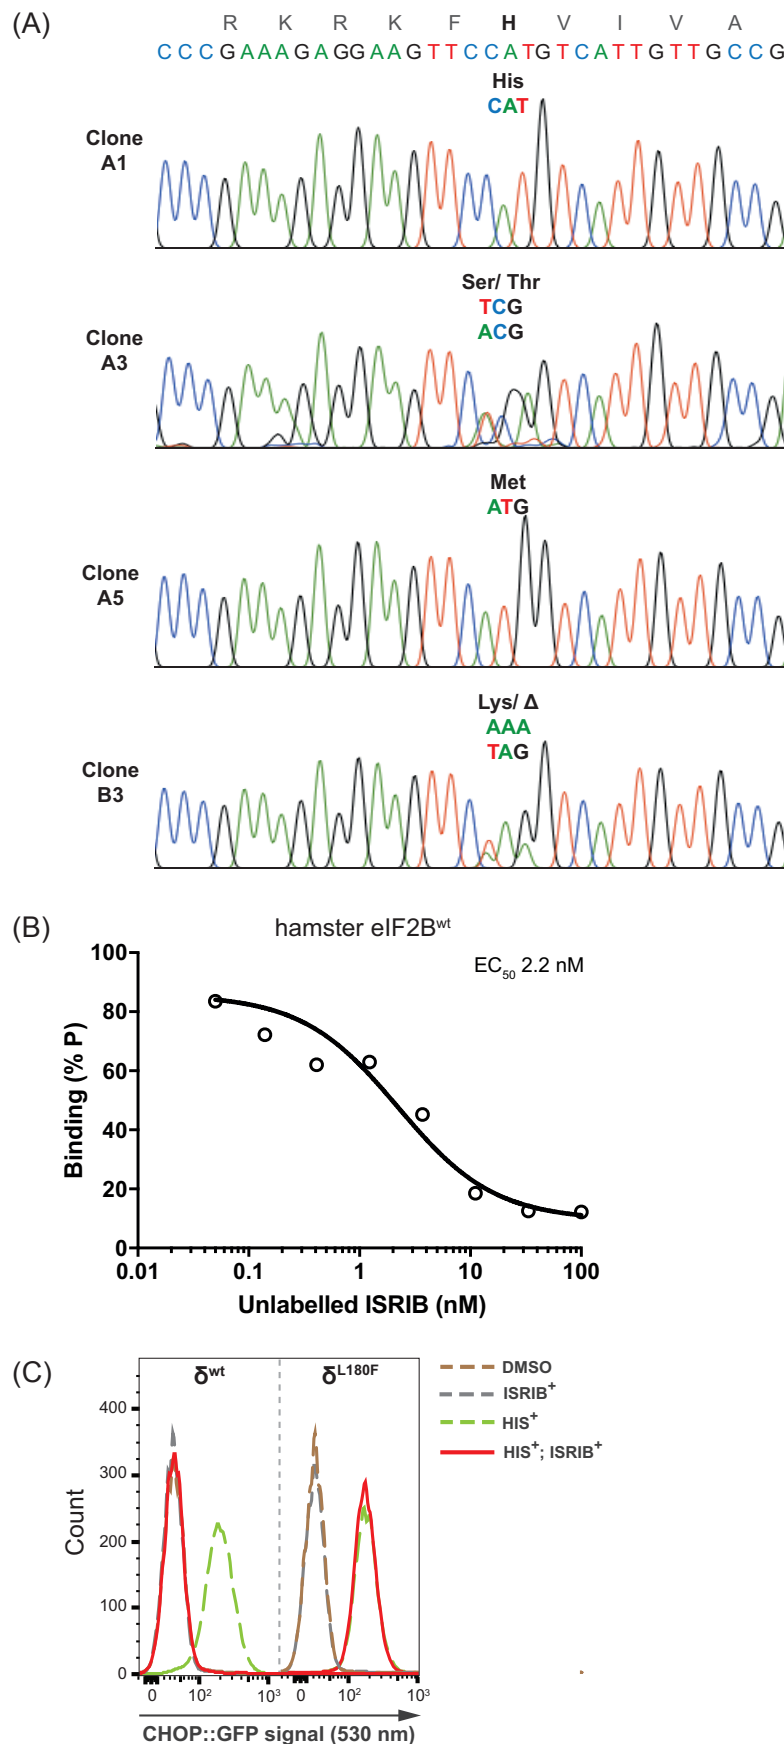 (A)
R K R K F H V I V A
CCCGAAAGAGGAAGTTCCATGTCATTGTTGCCG
His
CAT
Clone
A1
Ser/ Thr
TCG
ACG
Clone
A3
Met
ATG
Clone
A5
Lys/ Δ
AAA
TAG
Clone
B3
(B)
hamster eIF2Bwt
EC50 2.2 nM
100
80
60
40
20
0
Binding (% P)
0.01 0.1 1 10 100
Unlabelled ISRIB (nM)
(C)
δwt δL180F
DMSO
ISRIB+
HIS+
HIS+; ISRIB+
400
300
200
100
0
Count
0 10² 10³ 0 10² 10³
CHOP::GFP signal (530 nm)